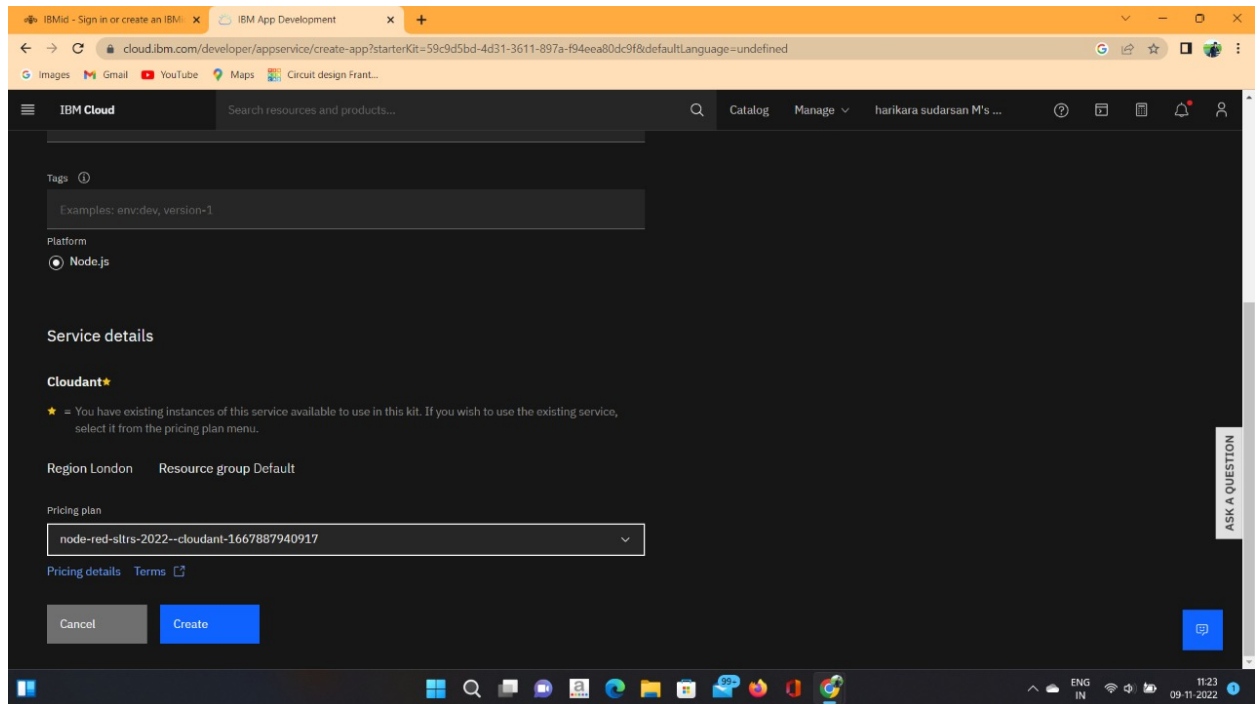 IBMid - Sign in or create an IBMi
IBM App Development
cloud.ibm.com/developer/appservice/create-app?starterKit=59c9d5bd-4d31-3611-897a-f94eea80dc9f&defaultLanguage=undefined
Images Gmail YouTube Maps Circuit design Frant...
IBM Cloud Search resources and products... Catalog Manage harikara sudarsan M's ...
Tags
Examples: env:dev, version-1
Platform
Node.js
Service details
Cloudant★
★ = You have existing instances of this service available to use in this kit. If you wish to use the existing service,
select it from the pricing plan menu.
Region London Resource group Default
Pricing plan
node-red-sltrs-2022--cloudant-1667887940917
Pricing details Terms
Cancel Create
ASK A QUESTION
99+
ENG 11:23
IN 09-11-2022 1